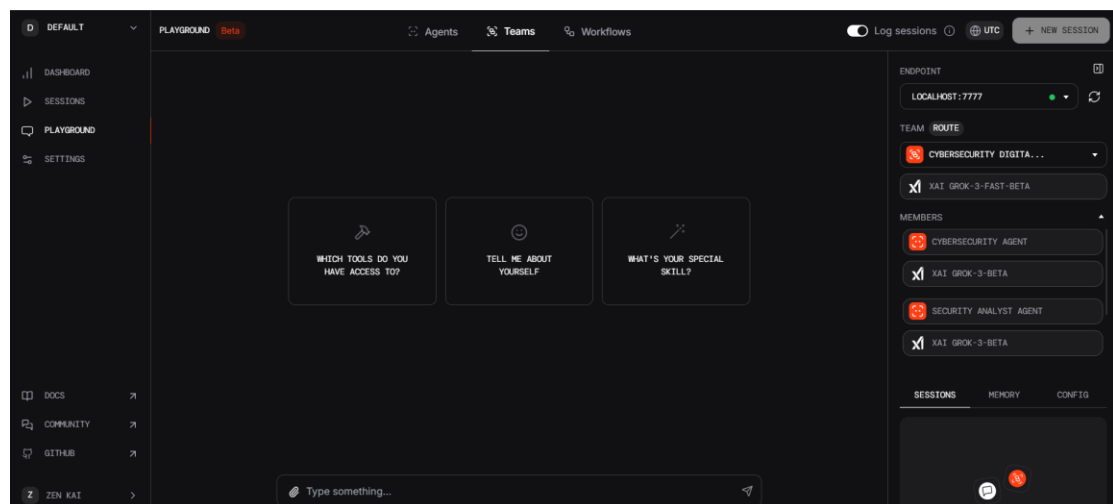 D DEFAULT
DASHBOARD
SESSIONS
PLAYGROUND
SETTINGS
DOCS
COMMUNITY
GITHUB
Z ZEN KAI
PLAYGROUND Beta
Agents
Teams
Workflows
Log sessions
UTC
+ NEW SESSION
WHICH TOOLS DO YOU
HAVE ACCESS TO?
TELL ME ABOUT
YOURSELF
WHAT'S YOUR SPECIAL
SKILL?
Type something...
ENDPOINT
LOCALHOST:7777
TEAM ROUTE
CYBERSECURITY DIGITA...
XAI GROK-3-FAST-BETA
MEMBERS
CYBERSECURITY AGENT
XAI GROK-3-BETA
SECURITY ANALYST AGENT
XAI GROK-3-BETA
SESSIONS MEMORY CONFIG